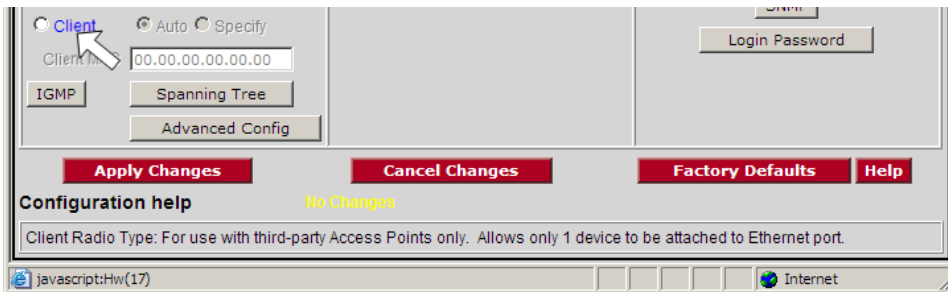 SNMP
Client Auto Specify
Login Password
Client MAC 00.00.00.00.00.00
IGMP Spanning Tree
Advanced Config
Apply Changes Cancel Changes Factory Defaults Help
Configuration help No Changes
Client Radio Type: For use with third-party Access Points only. Allows only 1 device to be attached to Ethernet port.
javascript:Hw(17) Internet